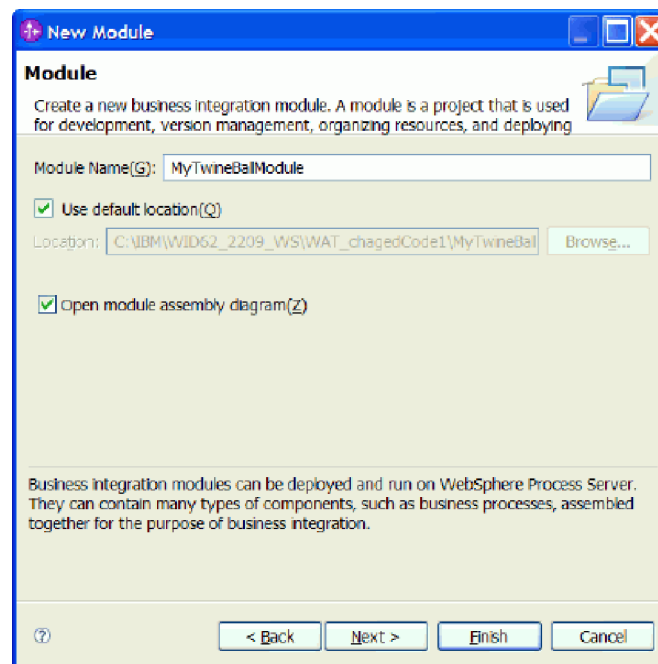 New Module
Module
Create a new business integration module. A module is a project that is used
for development, version management, organizing resources, and deploying
Module Name(G): MyTwineBallModule
Use default location(Q)
Location: C:\IBM\WID62_2209_WS\WAT_chagedCode1\MyTwineBal Browse...
Open module assembly diagram(Z)
Business integration modules can be deployed and run on WebSphere Process Server.
They can contain many types of components, such as business processes, assembled
together for the purpose of business integration.
? < Back Next > Finish Cancel